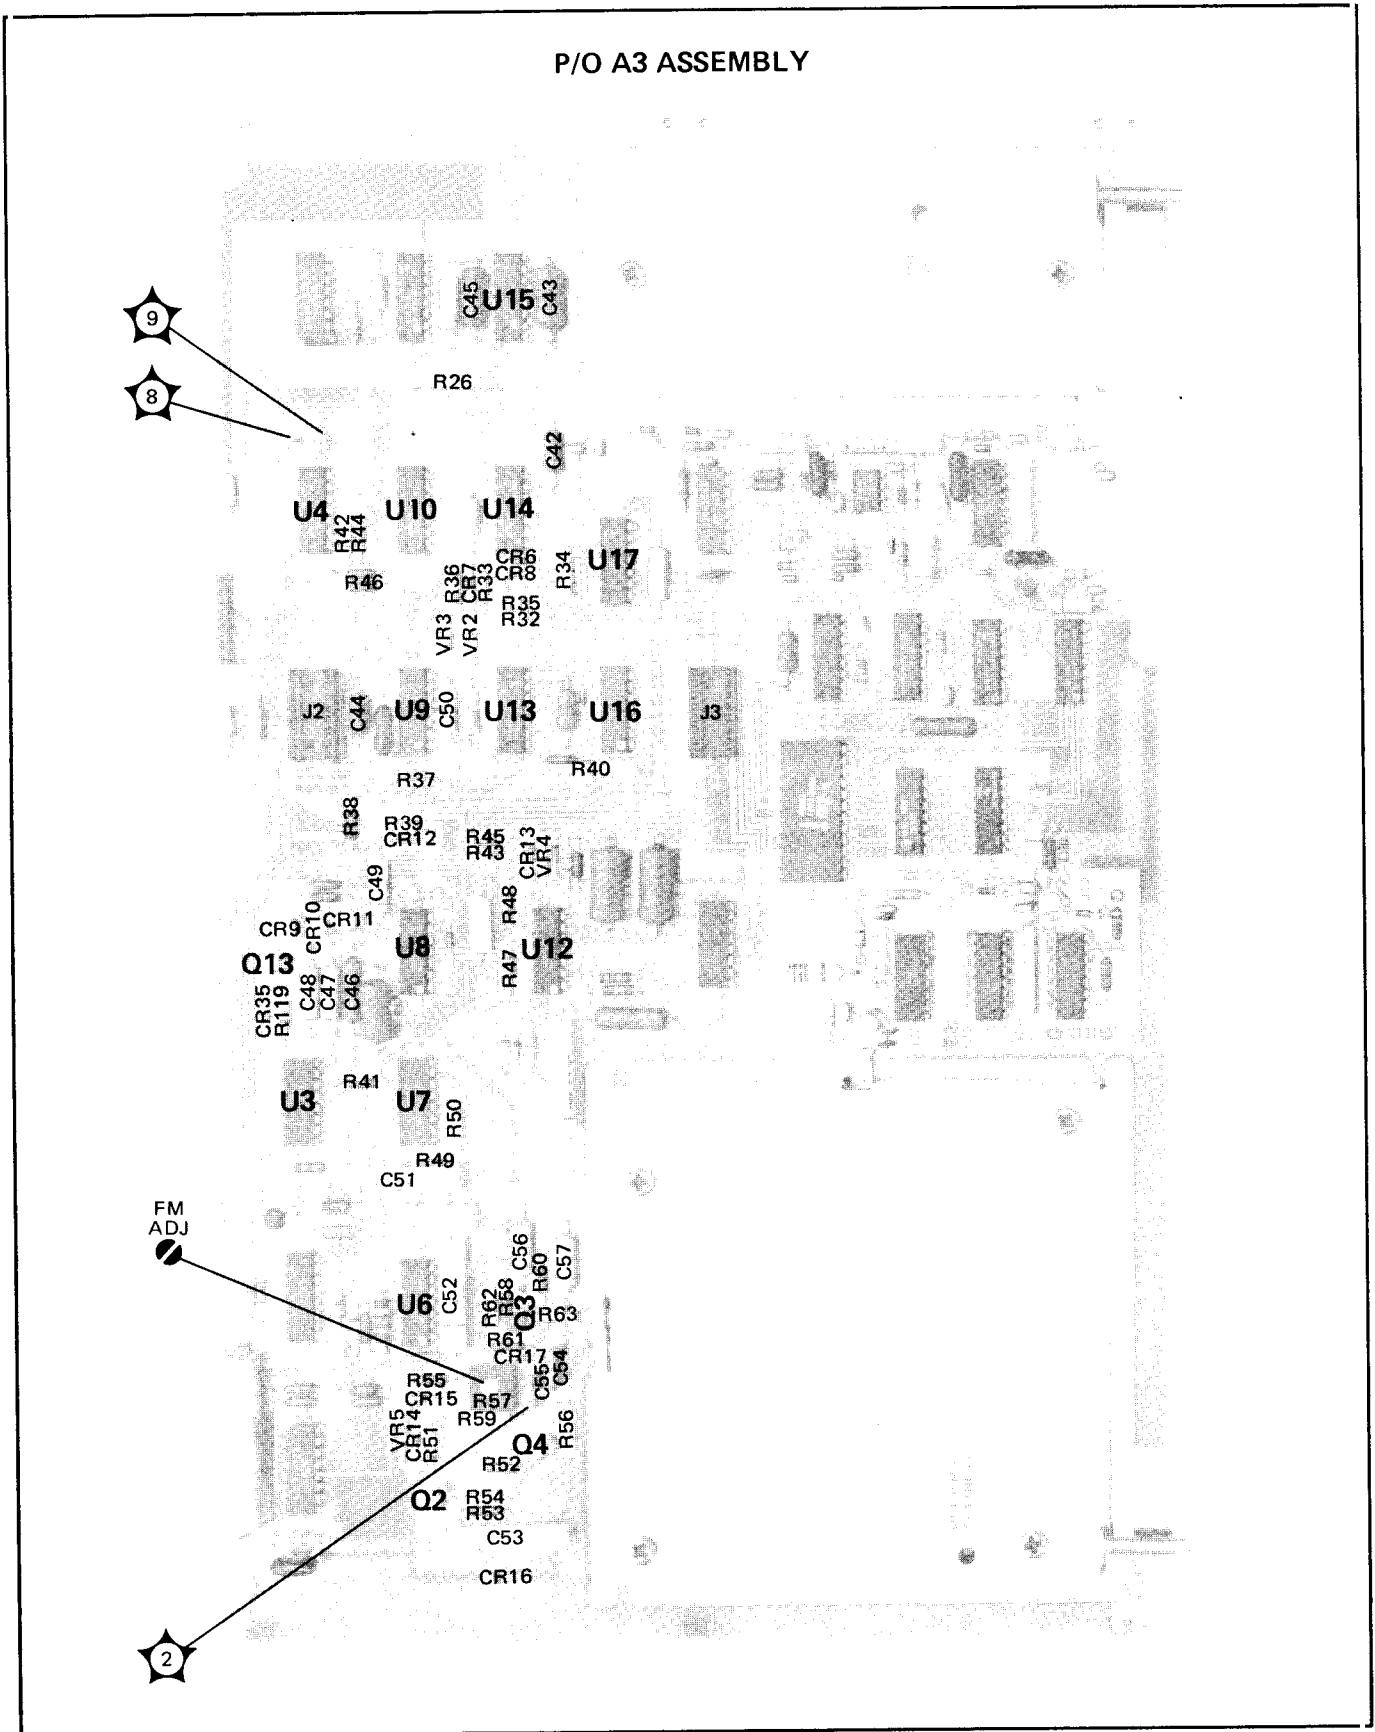 P/O A3 ASSEMBLY
C45
U15
C43
9
R26
8
C42
U4
R42
R44
U10
U14
CR6
CR8
R34
U17
R46
R36
CR7
R33
R35
R32
VR3
VR2
J2
C44
U9
C50
U13
U16
J3
R40
R37
R38
R39
CR12
R45
R43
CR13
VR4
C49
R48
CR9
CR10
CR11
U8
U12
Q13
R47
CR35
R119
C48
C47
C46
R41
U3
U7
R50
R49
C51
FM
ADJ
C56
R60
C57
U6
C52
R62
R58
Q3
R63
R61
CR17
C55
C54
R55
CR15
R57
R59
VR5
CR14
R51
Q4
R56
R52
Q2
R54
R53
C53
CR16
2